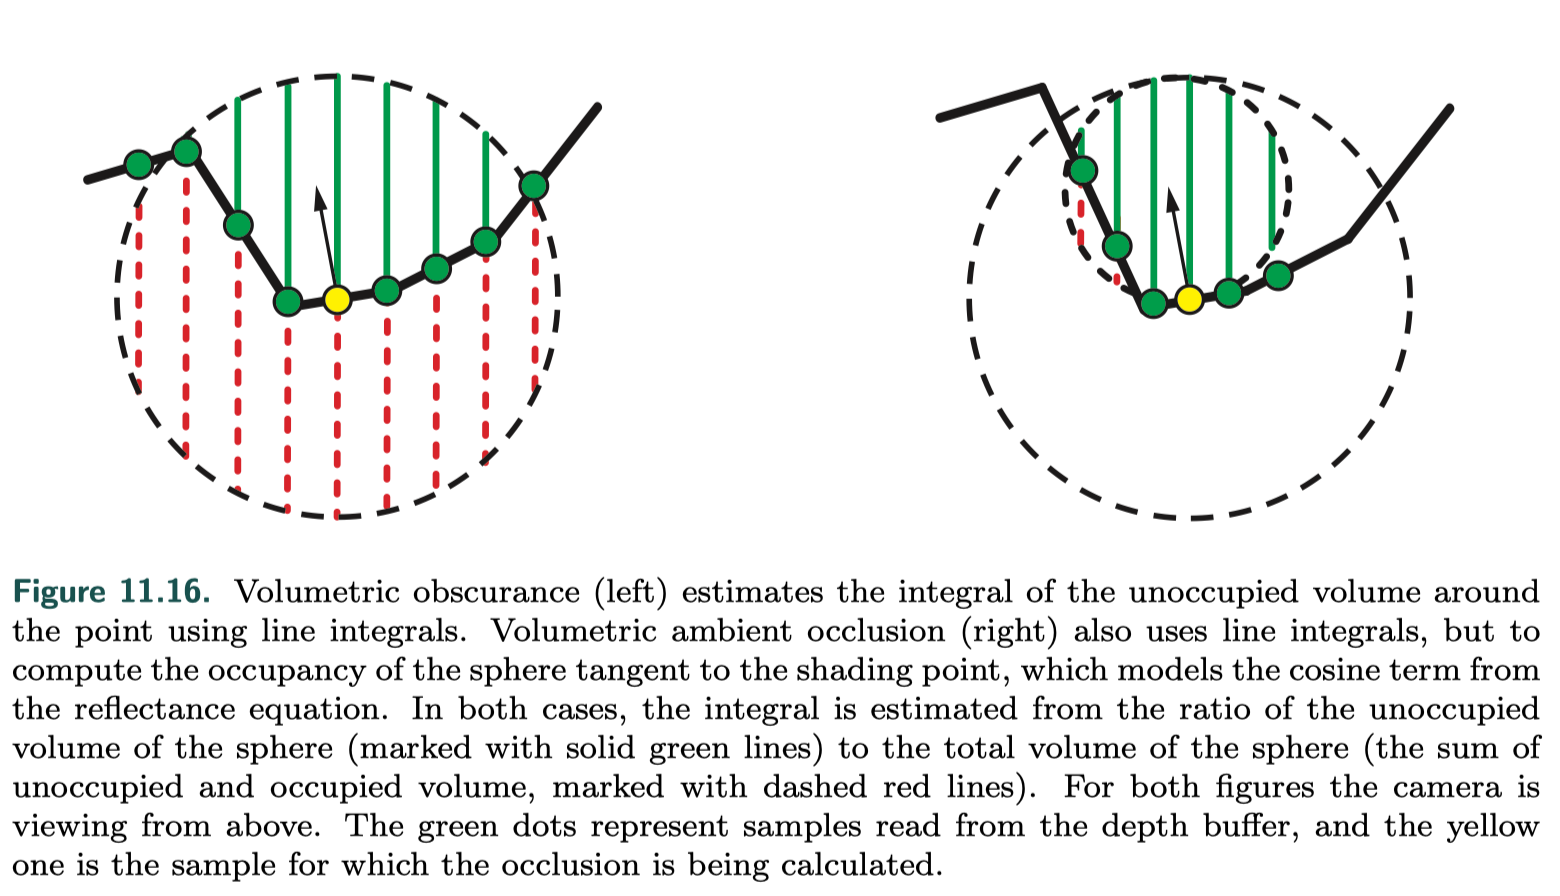 Figure 11.16. Volumetric obscurance (left) estimates the integral of the unoccupied volume around
the point using line integrals. Volumetric ambient occlusion (right) also uses line integrals, but to
compute the occupancy of the sphere tangent to the shading point, which models the cosine term from
the reflectance equation. In both cases, the integral is estimated from the ratio of the unoccupied
volume of the sphere (marked with solid green lines) to the total volume of the sphere (the sum of
unoccupied and occupied volume, marked with dashed red lines). For both figures the camera is
viewing from above. The green dots represent samples read from the depth buffer, and the yellow
one is the sample for which the occlusion is being calculated.